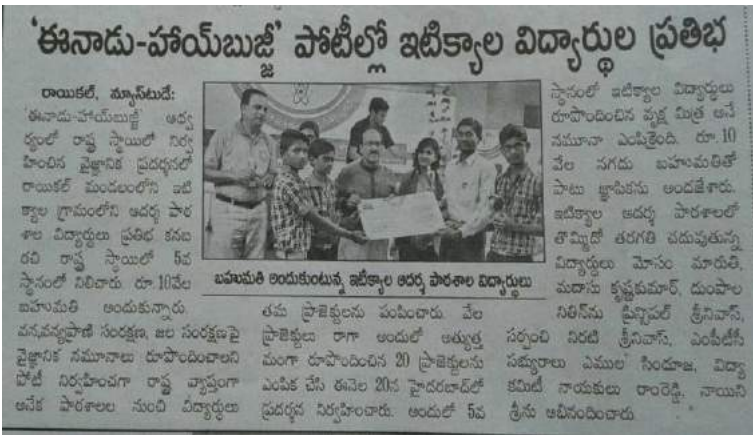 'ఈనాడు-హాయ్‌బుజ్జీ' పోటీల్లో ఇటిక్యాల విద్యార్థుల ప్రతిభ
రాయికల్, న్యూస్‌టుడే:
'ఈనాడు-హాయ్‌బుజ్జీ' ఆధ్వ
ర్యంలో రాష్ట్ర స్థాయిలో నిర్వ
హించిన వైజ్ఞానిక ప్రదర్శనలో
రాయికల్ మండలంలోని ఇటి
క్యాల గ్రామంలోని ఆదర్శ పాఠ
శాల విద్యార్థులు ప్రతిభ కనబ
రచి రాష్ట్ర స్థాయిలో 5వ
స్థానంలో నిలిచారు. రూ.10వేల
బహుమతి అందుకున్నారు.
వన,వన్యప్రాణి సంరక్షణ, జల సంరక్షణపై
వైజ్ఞానిక నమూనాలు రూపొందించాలని
పోటీ నిర్వహించగా రాష్ట్ర వ్యాప్తంగా
అనేక పాఠశాలల నుంచి విద్యార్థులు
బహుమతి అందుకుంటున్న ఇటిక్యాల ఆదర్శ పాఠశాల విద్యార్థులు
తమ ప్రాజెక్టులను పంపించారు. వేల
ప్రాజెక్టులు రాగా అందులో అత్యుత్త
మంగా రూపొందించిన 20 ప్రాజెక్టులను
ఎంపిక చేసి ఈనెల 20న హైదరబాద్‌లో
ప్రదర్శన నిర్వహించారు. అందులో 5వ
స్థానంలో ఇటిక్యాల విద్యార్థులు
రూపొందించిన వృక్ష మిత్ర అనే
నమూనా ఎంపికైంది. రూ.10
వేల నగదు బహుమతితో
పాటు జ్ఞాపికను అందజేశారు.
ఇటిక్యాల ఆదర్శ పాఠశాలలో
తొమ్మిదో తరగతి చదువుతున్న
విద్యార్థులు మోసం మారుతి,
మదాసు కృష్ణకుమార్, దుంపాల
నితిన్‌ను ప్రిన్సిపల్ శ్రీనివాస్,
సర్పంచి నిరటి శ్రీనివాస్, ఎంపీటీసీ
సభ్యురాలు ఎముల సింధూజ, విద్యా
కమిటీ నాయకులు రాంరెడ్డి, నాయిని
శ్రీను అభినందించారు.